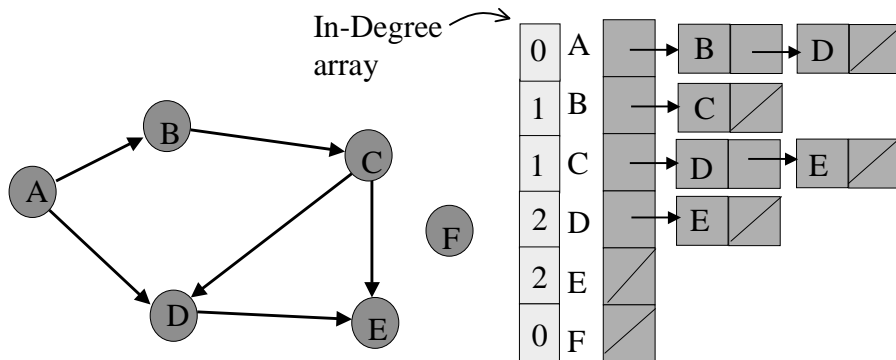 In-Degree
array
0 A B D
1 B C
1 C D E
2 D E
2 E
0 F
B
C
A
F
D
E